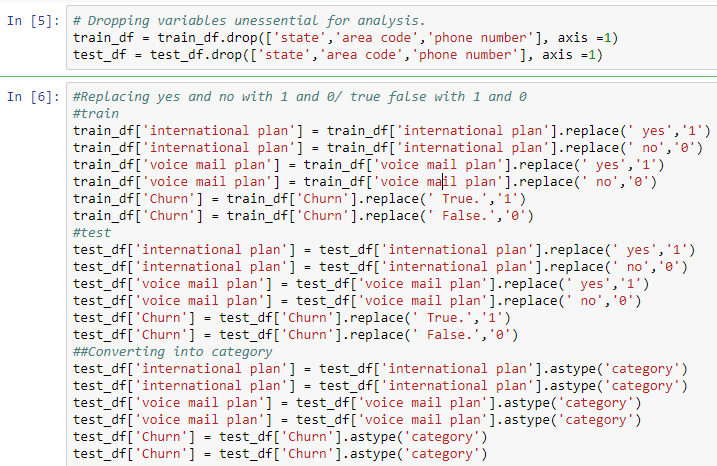 In [5]: # Dropping variables unessential for analysis.
train_df = train_df.drop(['state','area code','phone number'], axis =1)
test_df = test_df.drop(['state','area code','phone number'], axis =1)
In [6]: #Replacing yes and no with 1 and 0/ true false with 1 and 0
#train
train_df['international plan'] = train_df['international plan'].replace(' yes','1')
train_df['international plan'] = train_df['international plan'].replace(' no','0')
train_df['voice mail plan'] = train_df['voice mail plan'].replace(' yes','1')
train_df['voice mail plan'] = train_df['voice mail plan'].replace(' no','0')
train_df['Churn'] = train_df['Churn'].replace(' True.','1')
train_df['Churn'] = train_df['Churn'].replace(' False.','0')
#test
test_df['international plan'] = test_df['international plan'].replace(' yes','1')
test_df['international plan'] = test_df['international plan'].replace(' no','0')
test_df['voice mail plan'] = test_df['voice mail plan'].replace(' yes','1')
test_df['voice mail plan'] = test_df['voice mail plan'].replace(' no','0')
test_df['Churn'] = test_df['Churn'].replace(' True.','1')
test_df['Churn'] = test_df['Churn'].replace(' False.','0')
##Converting into category
test_df['international plan'] = test_df['international plan'].astype('category')
test_df['international plan'] = test_df['international plan'].astype('category')
test_df['voice mail plan'] = test_df['voice mail plan'].astype('category')
test_df['voice mail plan'] = test_df['voice mail plan'].astype('category')
test_df['Churn'] = test_df['Churn'].astype('category')
test_df['Churn'] = test_df['Churn'].astype('category')